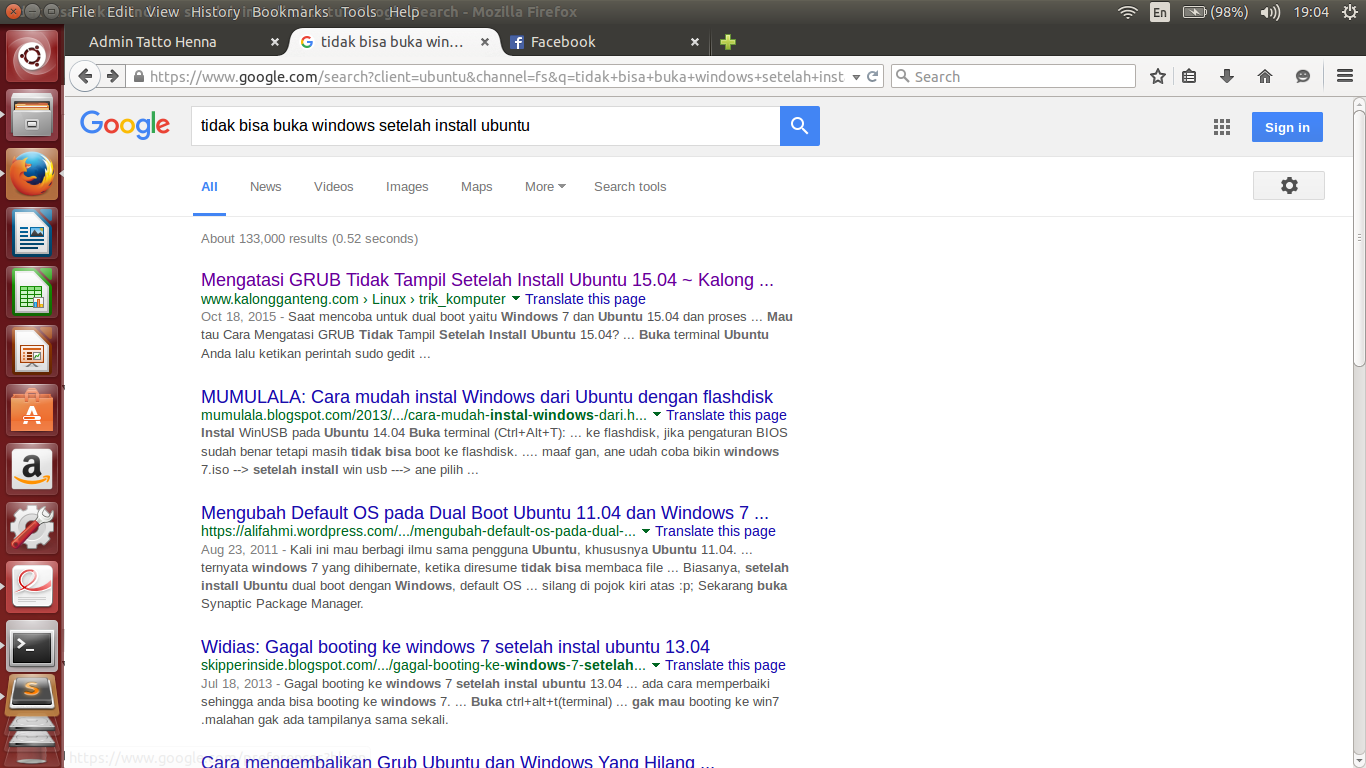 File Edit View History Bookmarks Tools Help search - Mozilla Firefox
En (98%) 19:04
Admin Tatto Henna
tidak bisa buka win...
Facebook
https://www.google.com/search?client=ubuntu&channel=fs&q=tidak+bisa+buka+windows+setelah+inst
Search
Google
tidak bisa buka windows setelah install ubuntu
Sign in
All News Videos Images Maps More Search tools
About 133,000 results (0.52 seconds)
Mengatasi GRUB Tidak Tampil Setelah Install Ubuntu 15.04 ~ Kalong ...
www.kalongganteng.com › Linux › trik_komputer Translate this page
Oct 18, 2015 - Saat mencoba untuk dual boot yaitu Windows 7 dan Ubuntu 15.04 dan proses ... Mau
tau Cara Mengatasi GRUB Tidak Tampil Setelah Install Ubuntu 15.04? ... Buka terminal Ubuntu
Anda lalu ketikan perintah sudo gedit ...
MUMULALA: Cara mudah instal Windows dari Ubuntu dengan flashdisk
mumulala.blogspot.com/2013/.../cara-mudah-instal-windows-dari.h... Translate this page
Instal WinUSB pada Ubuntu 14.04 Buka terminal (Ctrl+Alt+T): ... ke flashdisk, jika pengaturan BIOS
sudah benar tetapi masih tidak bisa boot ke flashdisk. .... maaf gan, ane udah coba bikin windows
7.iso --> setelah install win usb ---> ane pilih ...
Mengubah Default OS pada Dual Boot Ubuntu 11.04 dan Windows 7 ...
https://alifahmi.wordpress.com/.../mengubah-default-os-pada-dual-... Translate this page
Aug 23, 2011 - Kali ini mau berbagi ilmu sama pengguna Ubuntu, khususnya Ubuntu 11.04. ...
ternyata windows 7 yang dihibernate, ketika diresume tidak bisa membaca file ... Biasanya, setelah
install Ubuntu dual boot dengan Windows, default OS ... silang di pojok kiri atas :p; Sekarang buka
Synaptic Package Manager.
Widias: Gagal booting ke windows 7 setelah instal ubuntu 13.04
skipperinside.blogspot.com/.../gagal-booting-ke-windows-7-setelah... Translate this page
Jul 18, 2013 - Gagal booting ke windows 7 setelah instal ubuntu 13.04 ... ada cara memperbaiki
sehingga anda bisa booting ke windows 7. ... Buka ctrl+alt+t(terminal) ... gak mau booting ke win7
.malahan gak ada tampilanya sama sekali.
Cara mengembalikan Grub Ubuntu dan Windows Yang Hilang ...